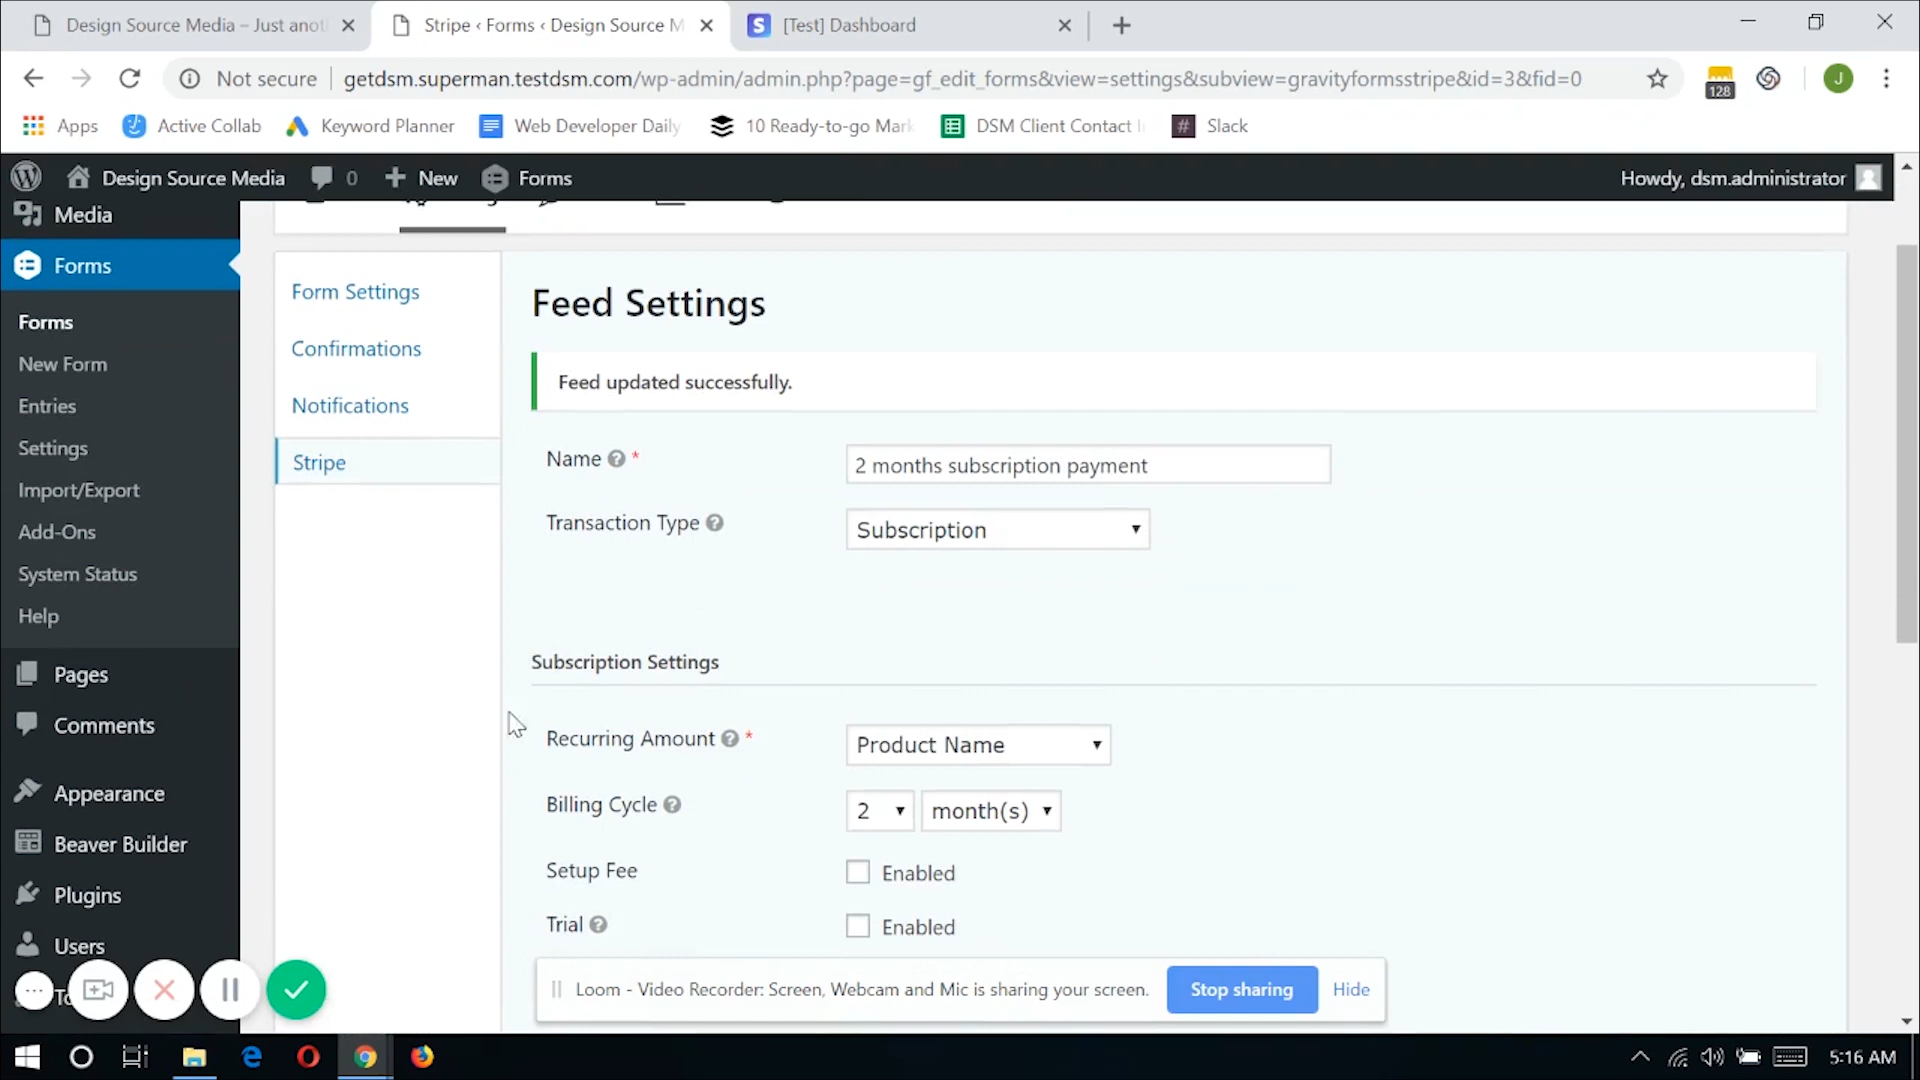 Design Source Media – Just anot
Stripe ‹ Forms ‹ Design Source M
S [Test] Dashboard
Not secure
getdsm.superman.testdsm.com/wp-admin/admin.php?page=gf_edit_forms&view=settings&subview=gravityformsstripe&id=3&fid=0
128
J
Apps
Active Collab
Keyword Planner
Web Developer Daily
10 Ready-to-go Mark
DSM Client Contact I
# Slack
Design Source Media
0
New
Forms
Howdy, dsm.administrator
Media
Forms
Forms
New Form
Entries
Settings
Import/Export
Add-Ons
System Status
Help
Pages
Comments
Appearance
Beaver Builder
Plugins
Users
To
Form Settings
Confirmations
Notifications
Stripe
Feed Settings
Feed updated successfully.
Name ? *
2 months subscription payment
Transaction Type ?
Subscription
Subscription Settings
Recurring Amount ? *
Product Name
Billing Cycle ?
2 month(s)
Setup Fee
Enabled
Trial ?
Enabled
Loom - Video Recorder: Screen, Webcam and Mic is sharing your screen.
Stop sharing
Hide
5:16 AM